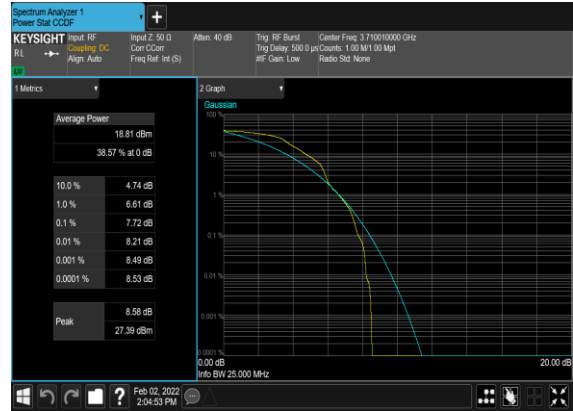 Spectrum Analyzer 1
Power Stat CCDF
KEYSIGHT
RL
LXI
Input: RF
Coupling: DC
Align: Auto
Input Z: 50 Ω
Corr CCorr
Freq Ref: Int (S)
Atten: 40 dB
Trig: RF Burst
Trig Delay: 500.0 µs
#IF Gain: Low
Center Freq: 3.710010000 GHz
Counts: 1.00 M/1.00 Mpt
Radio Std: None
1 Metrics
Average Power
18.81 dBm
38.57 % at 0 dB
10.0 % 4.74 dB
1.0 % 6.61 dB
0.1 % 7.72 dB
0.01 % 8.21 dB
0.001 % 8.49 dB
0.0001 % 8.53 dB
Peak
8.58 dB
27.39 dBm
2 Graph
Gaussian
100 %
10 %
1 %
0.1 %
0.01 %
0.001 %
0.0001 %
0.00 dB
20.00 dB
Info BW 25.000 MHz
Feb 02, 2022
2:04:53 PM